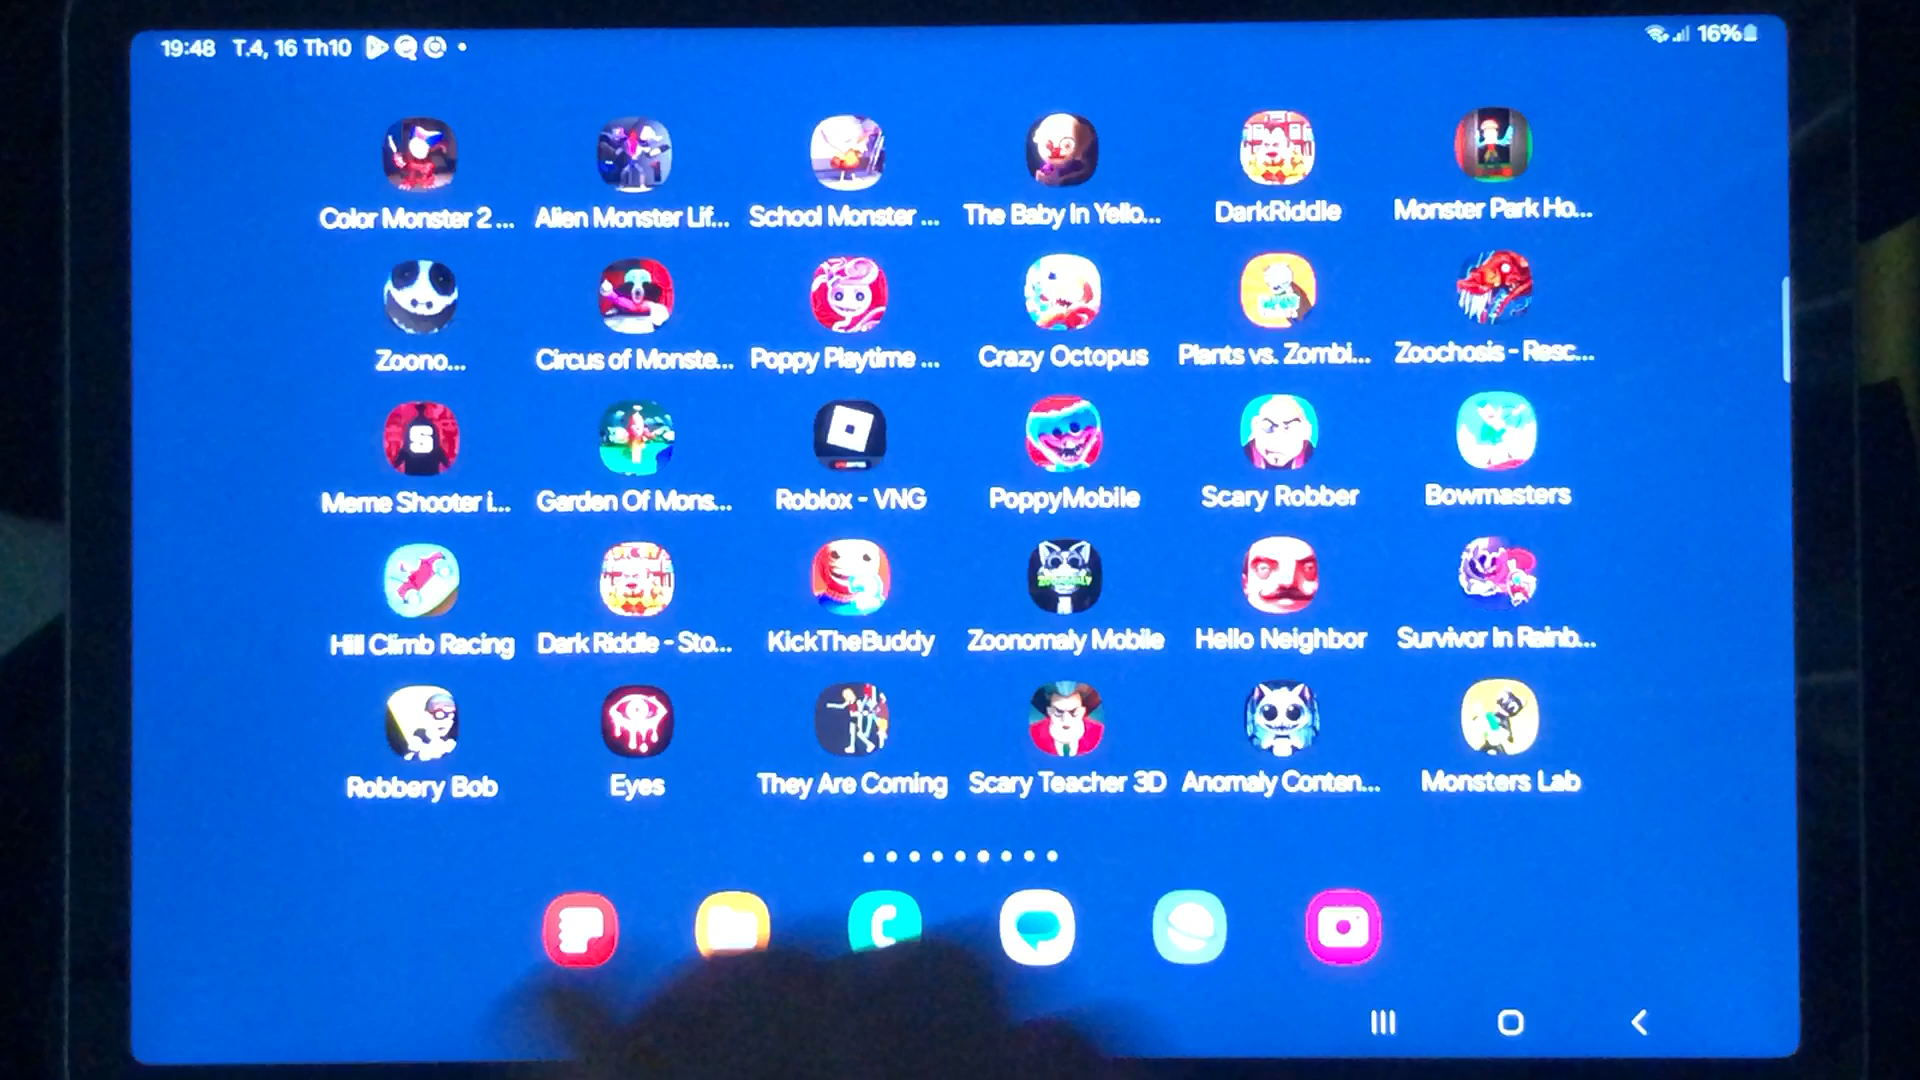 19:48 T.4, 16 Th10
16%
Color Monster 2 ...
Alien Monster Lif...
School Monster ...
The Baby In Yello...
DarkRiddle
Monster Park Ho...
Zoono...
Circus of Monste...
Poppy Playtime ...
Crazy Octopus
Plants vs. Zombi...
Zoochosis - Resc...
Meme Shooter i...
Garden Of Mons...
Roblox - VNG
PoppyMobile
Scary Robber
Bowmasters
Hill Climb Racing
Dark Riddle - Sto...
KickTheBuddy
Zoonomaly Mobile
Hello Neighbor
Survivor In Rainb...
Robbery Bob
Eyes
They Are Coming
Scary Teacher 3D
Anomaly Conten...
Monsters Lab